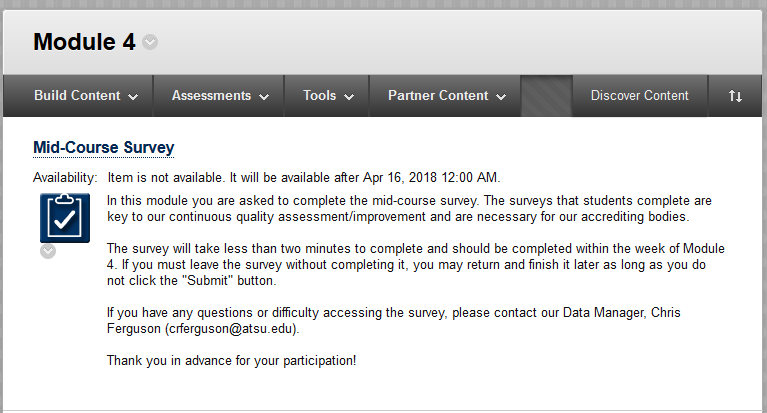 Module 4
Build Content Assessments Tools Partner Content Discover Content
Mid-Course Survey
Availability: Item is not available. It will be available after Apr 16, 2018 12:00 AM.
In this module you are asked to complete the mid-course survey. The surveys that students complete are
key to our continuous quality assessment/improvement and are necessary for our accrediting bodies.
The survey will take less than two minutes to complete and should be completed within the week of Module
4. If you must leave the survey without completing it, you may return and finish it later as long as you do
not click the "Submit" button.
If you have any questions or difficulty accessing the survey, please contact our Data Manager, Chris
Ferguson (crferguson@atsu.edu).
Thank you in advance for your participation!